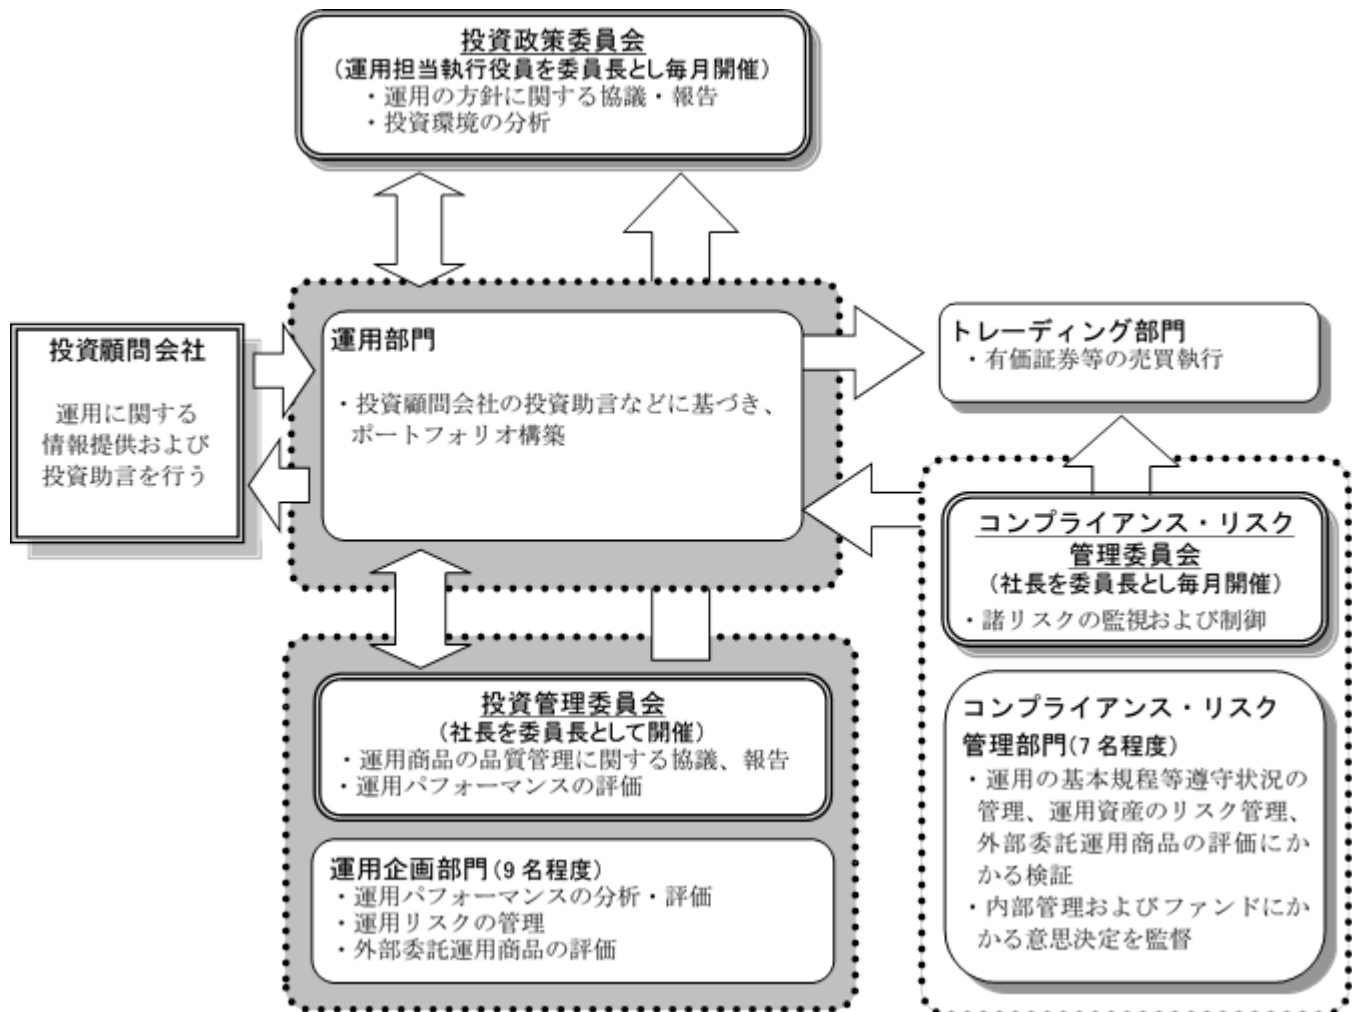 投資政策委員会
（運用担当執行役員を委員長とし毎月開催）
・運用の方針に関する協議・報告
・投資環境の分析
投資顧問会社
運用に関する
情報提供および
投資助言を行う
運用部門
・投資顧問会社の投資助言などに基づき、
ポートフォリオ構築
トレーディング部門
・有価証券等の売買執行
コンプライアンス・リスク
管理委員会
（社長を委員長とし毎月開催）
・諸リスクの監視および制御
コンプライアンス・リスク
管理部門（7名程度）
・運用の基本規程等遵守状況の
管理、運用資産のリスク管理、
外部委託運用商品の評価にか
かる検証
・内部管理およびファンドにか
かる意思決定を監督
投資管理委員会
（社長を委員長として開催）
・運用商品の品質管理に関する協議、報告
・運用パフォーマンスの評価
運用企画部門（9名程度）
・運用パフォーマンスの分析・評価
・運用リスクの管理
・外部委託運用商品の評価